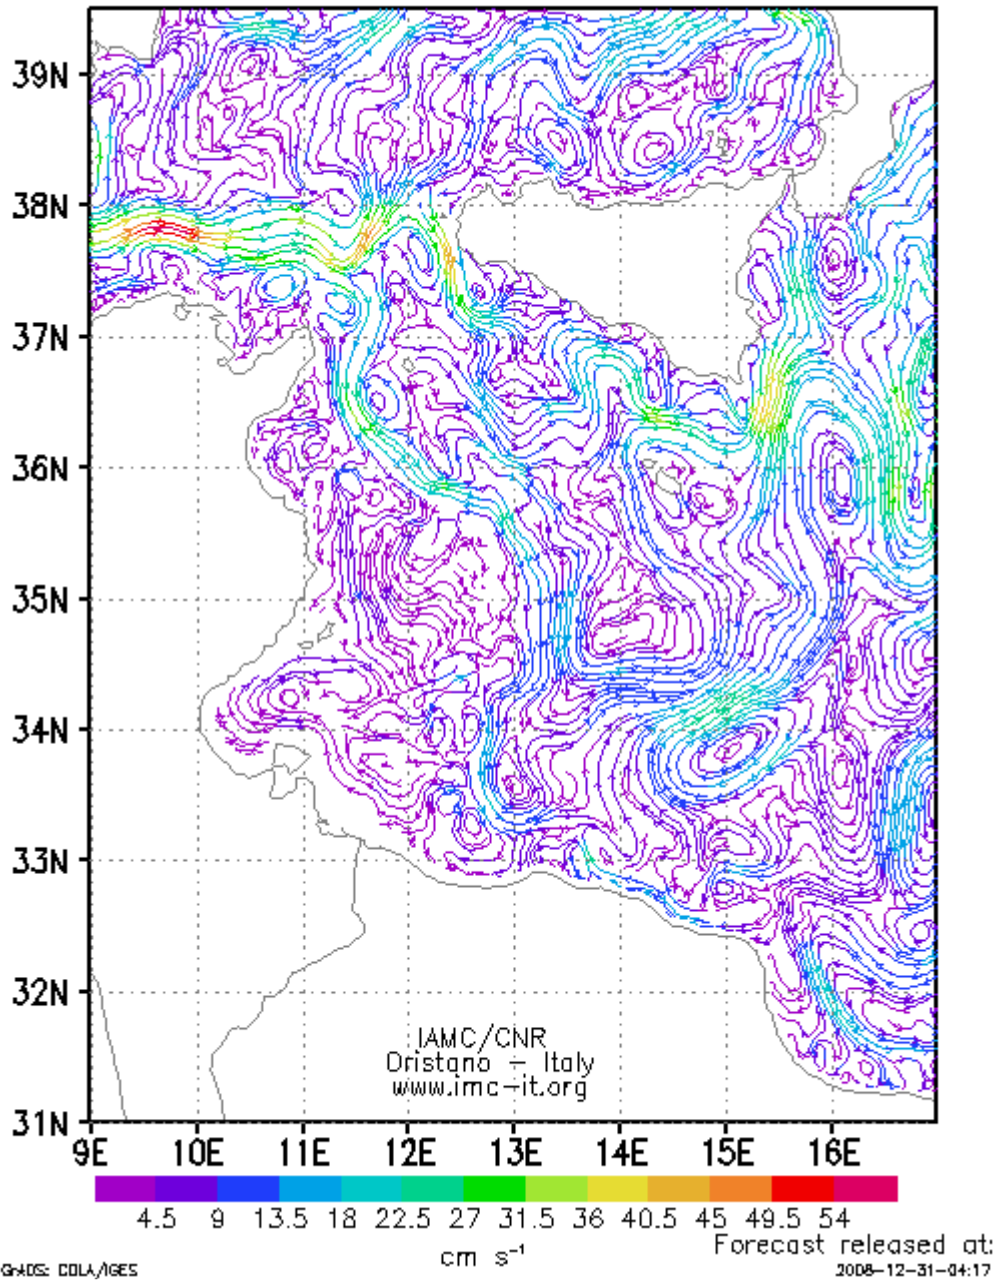 39N
38N
37N
36N
35N
34N
33N
32N
31N
IAMC/CNR
Oristano - Italy
www.imc-it.org
9E 10E 11E 12E 13E 14E 15E 16E
4.5 9 13.5 18 22.5 27 31.5 36 40.5 45 49.5 54
cm s⁻¹
Forecast released at:
GrADS: COLA/IGES
2008-12-31-04:17